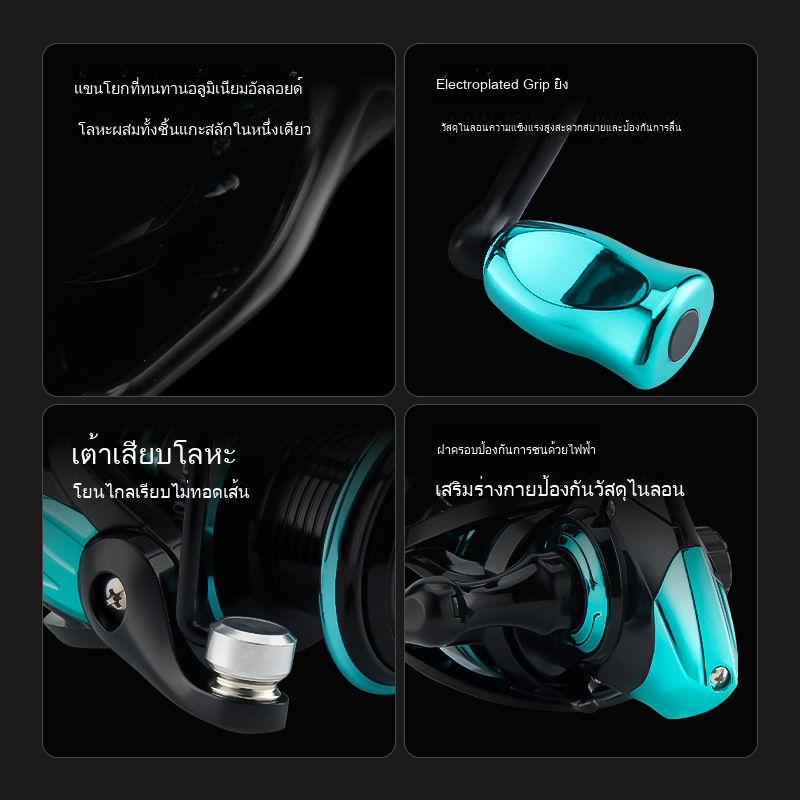 แขนโยกที่ทนทานอลูมิเนียมอัลลอยด์
โลหะผสมทั้งชิ้นแกะสลักในหนึ่งเดียว
Electroplated Grip ยิง
วัสดุไนลอนความแข็งแรงสูงสะดวกสบายและป้องกันการลื่น
เต้าเสียบโลหะ
โยนไกลเรียบไม่ทอดเส้น
ฝาครอบป้องกันการชนด้วยไฟฟ้า
เสริมร่างกายป้องกันวัสดุไนลอน